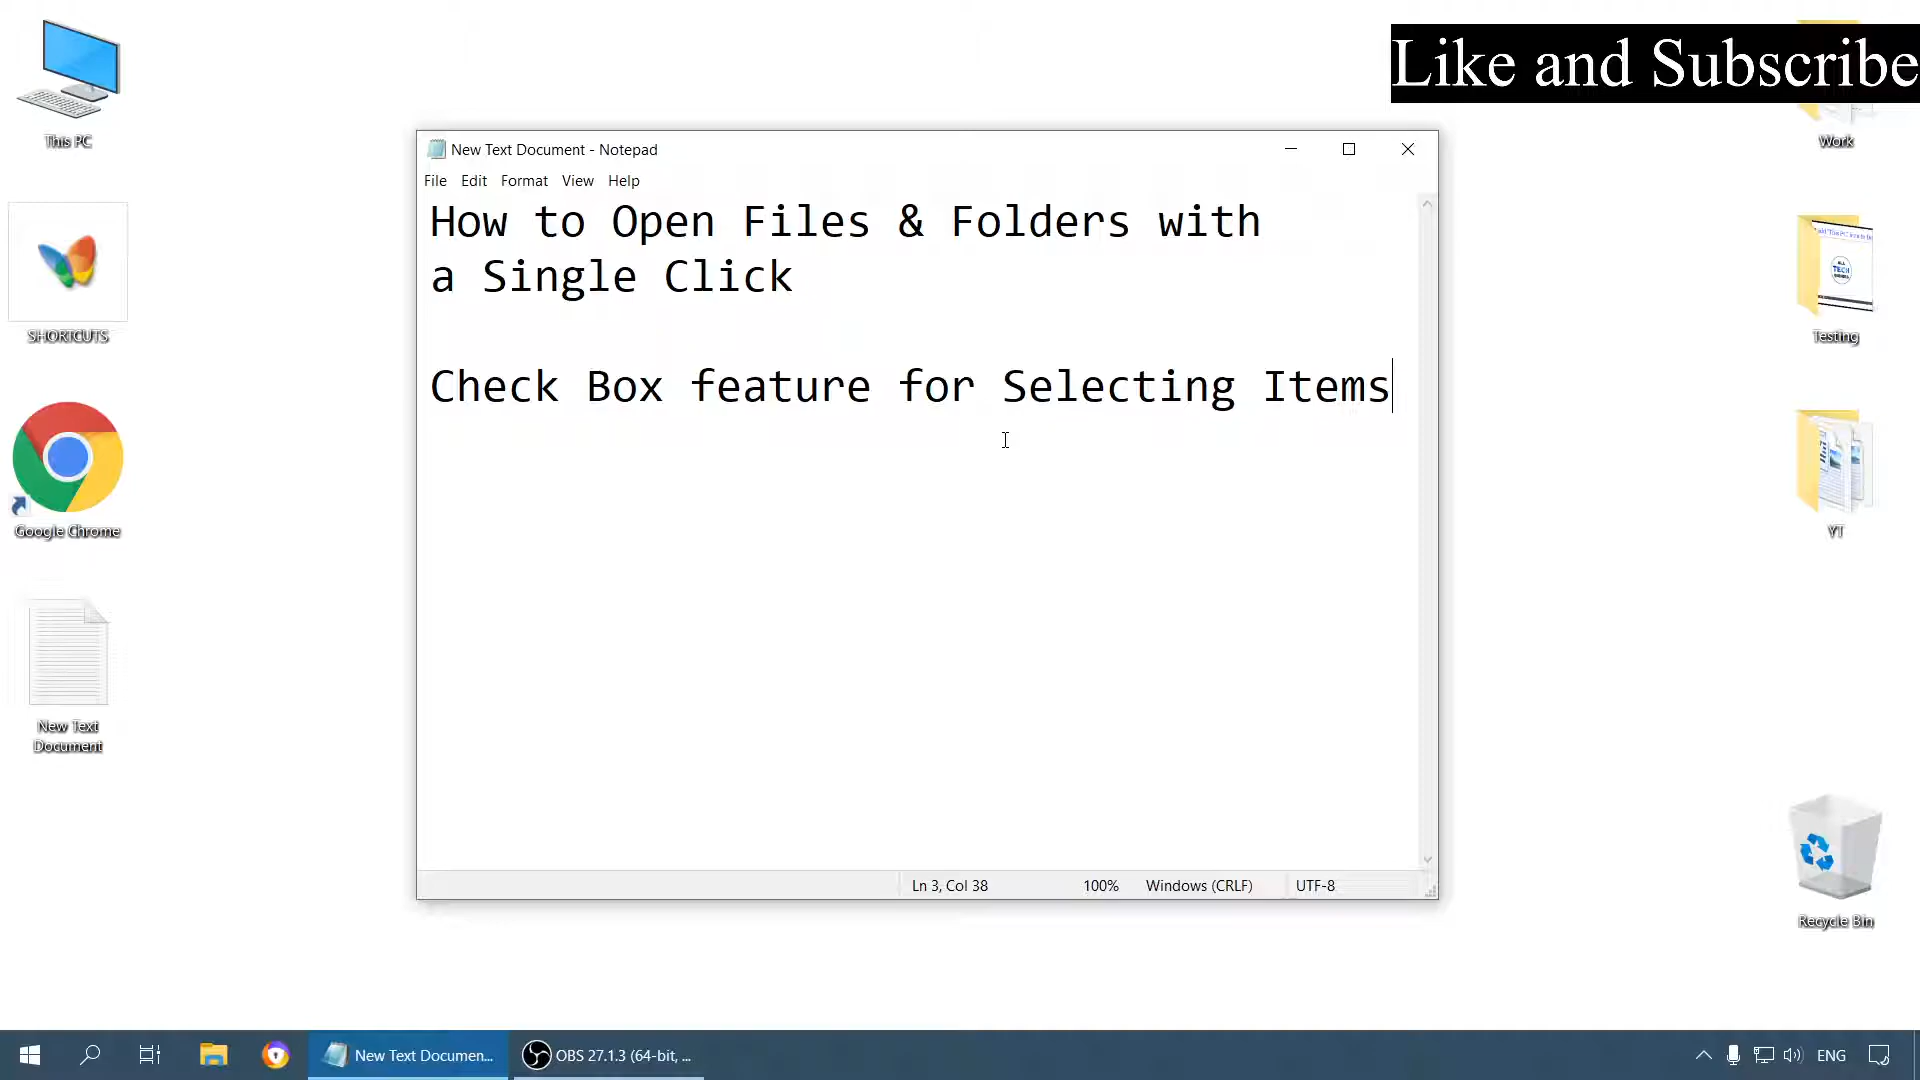 Like and Subscribe
This PC
Work
New Text Document - Notepad
File Edit Format View Help
How to Open Files & Folders with
a Single Click
Check Box feature for Selecting Items
SHORTCUTS
ALL
TECH
Testing
Google Chrome
YT
New Text
Document
Ln 3, Col 38
100%
Windows (CRLF)
UTF-8
Recycle Bin
New Text Documen...
OBS 27.1.3 (64-bit, ...
ENG